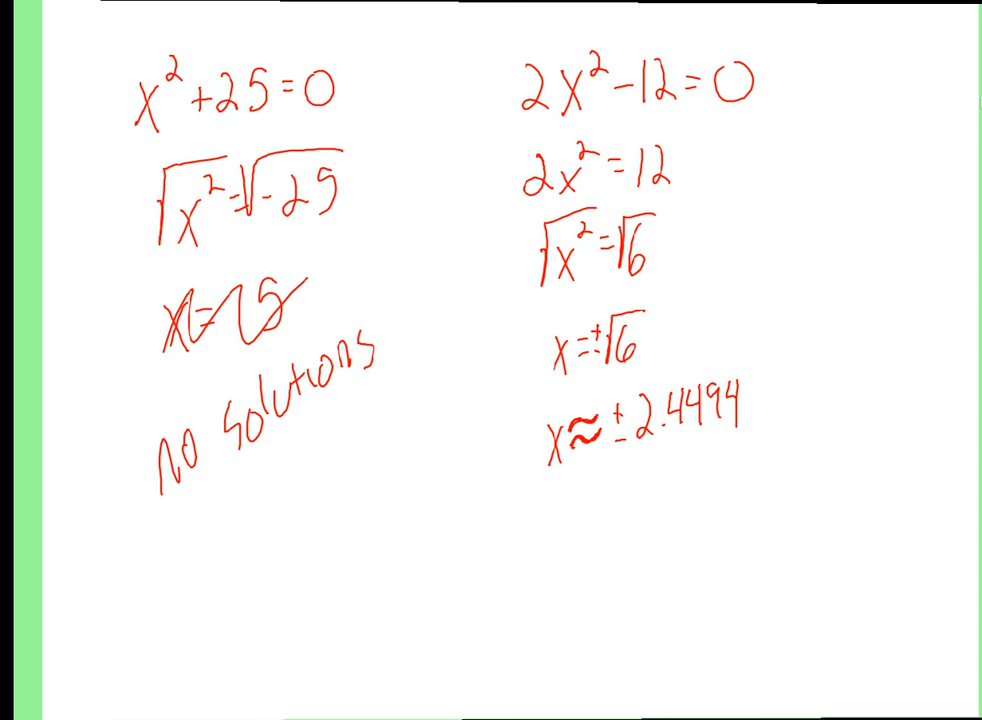 x²+25=0
√x²=√-25
x=-5
no solutions
2x²-12=0
2x²=12
√x²=√6
x=±√6
x≈±2.4494